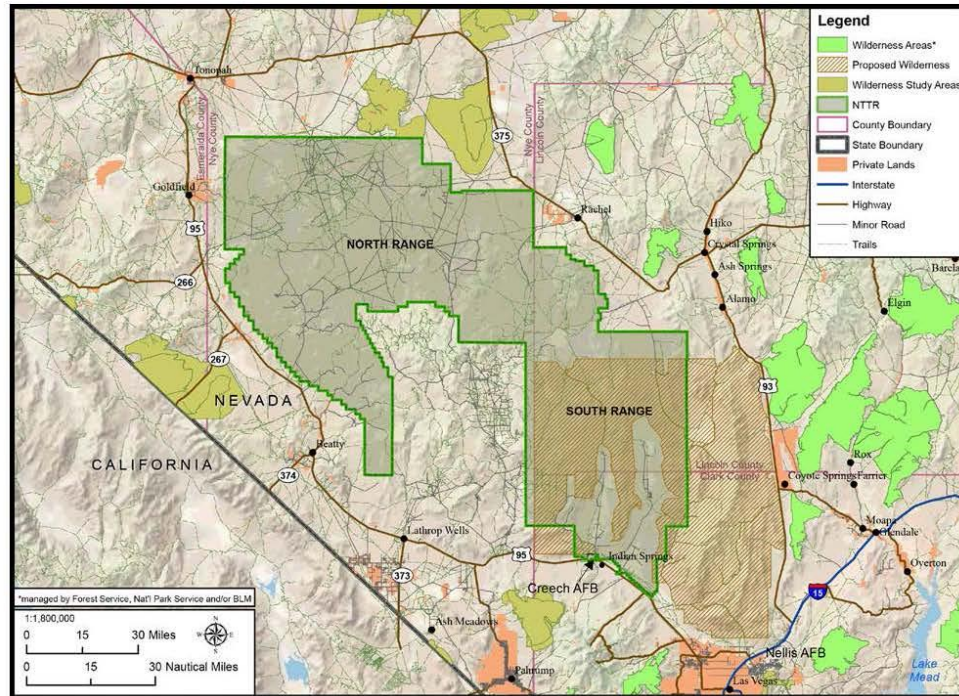 Legend
Wilderness Areas*
Proposed Wilderness
Wilderness Study Areas
NTTR
County Boundary
State Boundary
Private Lands
Interstate
Highway
Minor Road
Trails
Tonopah
375
Esmeralda County
Nye County
Nye County
Lincoln County
Goldfield
95
NORTH RANGE
Rachel
Hiko
Crystal Springs
Ash Springs
Barclay
266
Alamo
Elgin
267
93
NEVADA
SOUTH RANGE
Beatty
CALIFORNIA
374
Lincoln County
Clark County
Rox
Coyote Springs
Farrier
Moapa
Glendale
Lathrop Wells
95
Indian Springs
Overton
373
Creech AFB
15
*managed by Forest Service, Nat'l Park Service and/or BLM
1:1,800,000
0 15 30 Miles
0 15 30 Nautical Miles
N
W E
S
Ash Meadows
Pahrump
Nellis AFB
Las Vegas
Lake
Mead